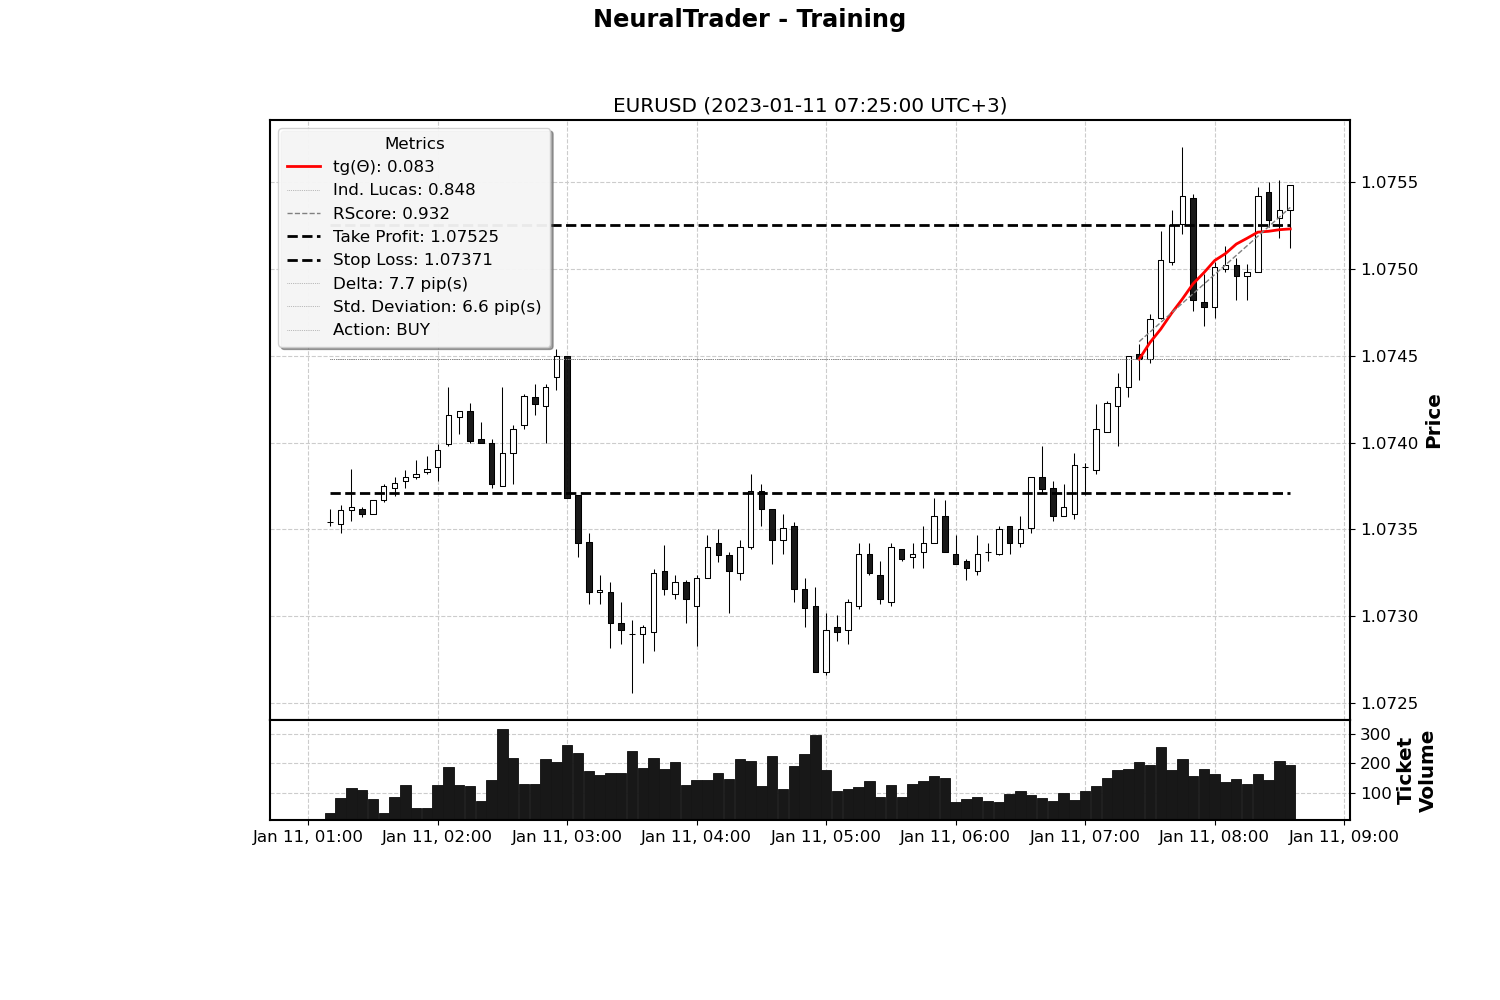 NeuralTrader - Training
EURUSD (2023-01-11 07:25:00 UTC+3)
Metrics
tg(Θ): 0.083
Ind. Lucas: 0.848
RScore: 0.932
Take Profit: 1.07525
Stop Loss: 1.07371
Delta: 7.7 pip(s)
Std. Deviation: 6.6 pip(s)
Action: BUY
1.0755
1.0750
1.0745
1.0740
1.0735
1.0730
1.0725
Price
300
200
100
Ticket
Volume
Jan 11, 01:00
Jan 11, 02:00
Jan 11, 03:00
Jan 11, 04:00
Jan 11, 05:00
Jan 11, 06:00
Jan 11, 07:00
Jan 11, 08:00
Jan 11, 09:00